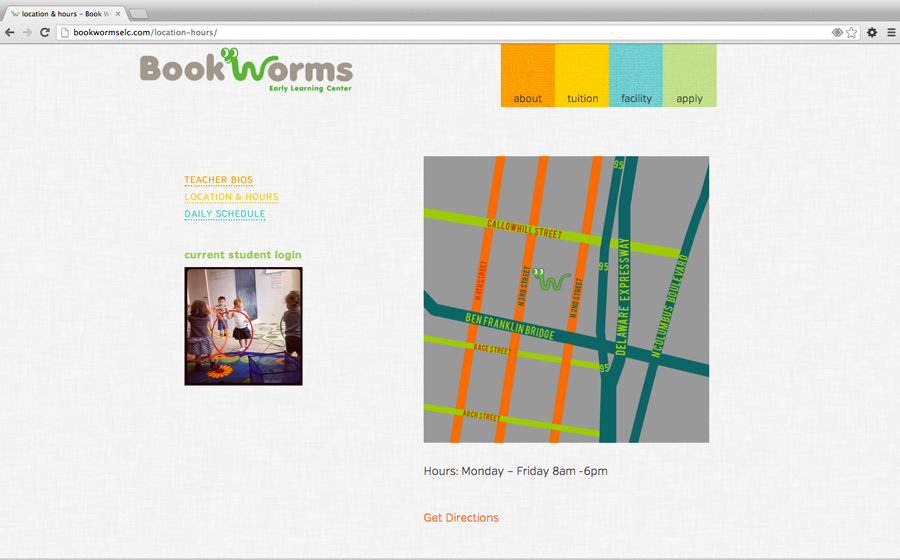 location & hours – Book W
bookwormselc.com/location-hours/
BookWorms
Early Learning Center
about
tuition
facility
apply
TEACHER BIOS
LOCATION & HOURS
DAILY SCHEDULE
current student login
95
CALLOWHILL STREET
N 4TH STREET
N 3RD STREET
N 2ND STREET
95
DELAWARE EXPRESSWAY
N COLUMBUS BOULEVARD
BEN FRANKLIN BRIDGE
RACE STREET
95
ARCH STREET
Hours: Monday – Friday 8am -6pm
Get Directions